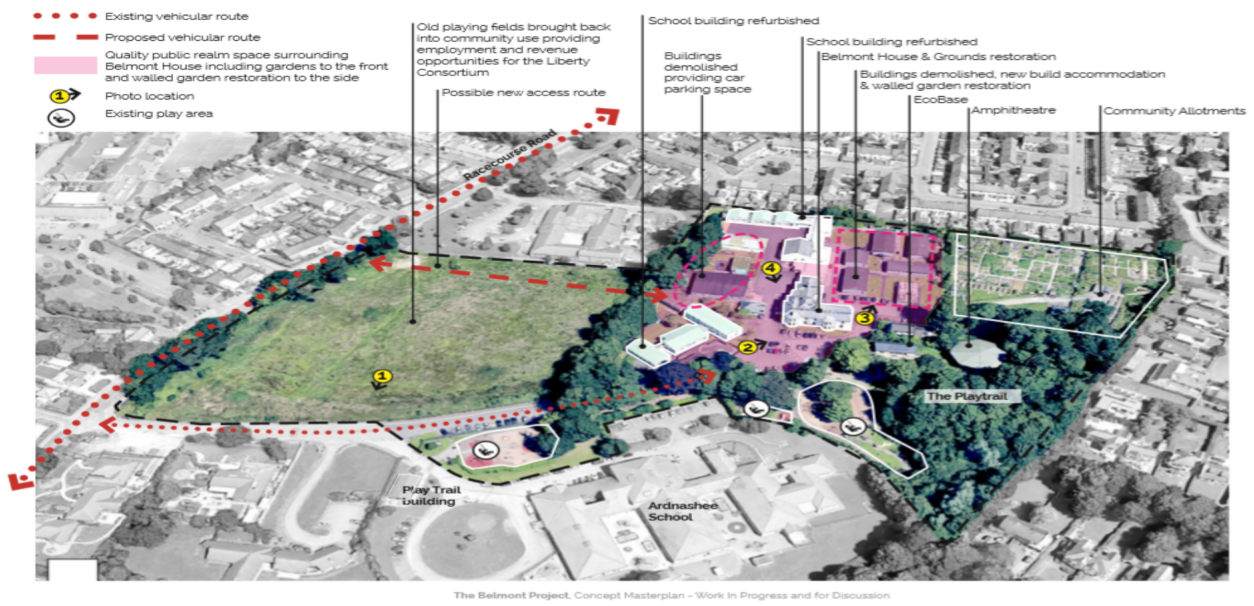 Existing vehicular route
Proposed vehicular route
Quality public realm space surrounding
Belmont House including gardens to the front
and walled garden restoration to the side
1
Photo location
Existing play area
Old playing fields brought back
into community use providing
employment and revenue
opportunities for the Liberty
Consortium
Possible new access route
School building refurbished
Buildings
demolished
providing car
parking space
School building refurbished
Belmont House & Grounds restoration
Buildings demolished, new build accommodation
& walled garden restoration
EcoBase
Amphitheatre
Community Allotments
Racecourse Road
4
3
2
1
The Playtrail
Play Trail
building
Ardnashee
School
The Belmont Project, Concept Masterplan - Work In Progress and for Discussion